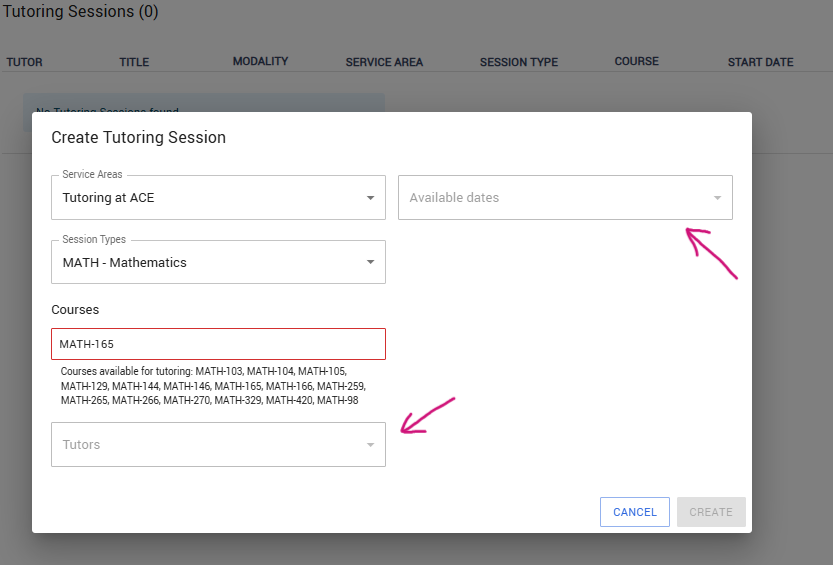 Tutoring Sessions (0)
TUTOR TITLE MODALITY SERVICE AREA SESSION TYPE COURSE START DATE
No Tutoring Sessions found
Create Tutoring Session
Service Areas
Tutoring at ACE
Available dates
Session Types
MATH - Mathematics
Courses
MATH-165
Courses available for tutoring: MATH-103, MATH-104, MATH-105,
MATH-129, MATH-144, MATH-146, MATH-165, MATH-166, MATH-259,
MATH-265, MATH-266, MATH-270, MATH-329, MATH-420, MATH-98
Tutors
CANCEL CREATE